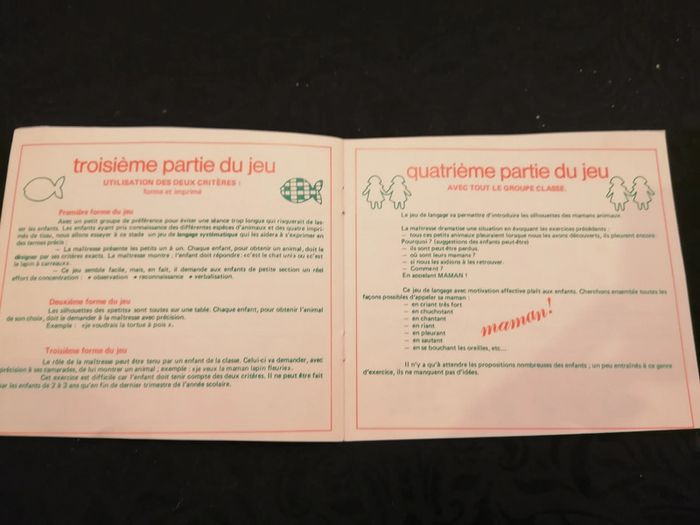 troisième partie du jeu
UTILISATION DES DEUX CRITÈRES :
forme et imprimé
Première forme du jeu
Avec un petit groupe de préférence pour éviter une séance trop longue qui risquerait de las-
ser les enfants. Les enfants ayant pris connaissance des différentes espèces d'animaux et des quatre impri-
més de tissu, nous allons essayer à ce stade un jeu de langage systématique qui les aidera à s'exprimer en
des termes précis :
— La maîtresse présente les petits un à un. Chaque enfant, pour obtenir un animal, doit le
désigner par ses critères exacts. La maîtresse montre ; l'enfant doit répondre : «c'est le chat uni» ou «c'est
le lapin à carreaux».
— Ce jeu semble facile, mais, en fait, il demande aux enfants de petite section un réel
effort de concentration : • observation • reconnaissance • verbalisation.
Deuxième forme du jeu
Les silhouettes des «petits» sont toutes sur une table. Chaque enfant, pour obtenir l'animal
de son choix, doit le demander à la maîtresse avec précision.
Exemple : «je voudrais la tortue à pois».
Troisième forme du jeu
Le rôle de la maîtresse peut être tenu par un enfant de la classe. Celui-ci va demander, avec
précision à ses camarades, de lui montrer un animal ; exemple : «je veux la maman lapin fleurie».
Cet exercice est difficile car l'enfant doit tenir compte des deux critères. Il ne peut être fait
par les enfants de 2 à 3 ans qu'en fin de dernier trimestre de l'année scolaire.
quatrième partie du jeu
AVEC TOUT LE GROUPE CLASSE.
Le jeu de langage va permettre d'introduire les silhouettes des mamans animaux.
La maîtresse dramatise une situation en évoquant les exercices précédents :
— tous ces petits animaux pleuraient lorsque nous les avons découverts, ils pleurent encore:
Pourquoi ? (suggestions des enfants peut-être)
— ils sont peut-être perdus.
— où sont leurs mamans ?
— si nous les aidions à les retrouver.
— Comment ?
En appelant MAMAN !
Ce jeu de langage avec motivation affective plaît aux enfants. Cherchons ensemble toutes les
façons possibles d'appeler sa maman :
— en criant très fort
— en chuchotant
— en chantant
— en riant
— en pleurant
— en sautant
— en se bouchant les oreilles, etc...
maman!
Il n'y a qu'à attendre les propositions nombreuses des enfants ; un peu entraînés à ce genre
d'exercice, ils ne manquent pas d'idées.